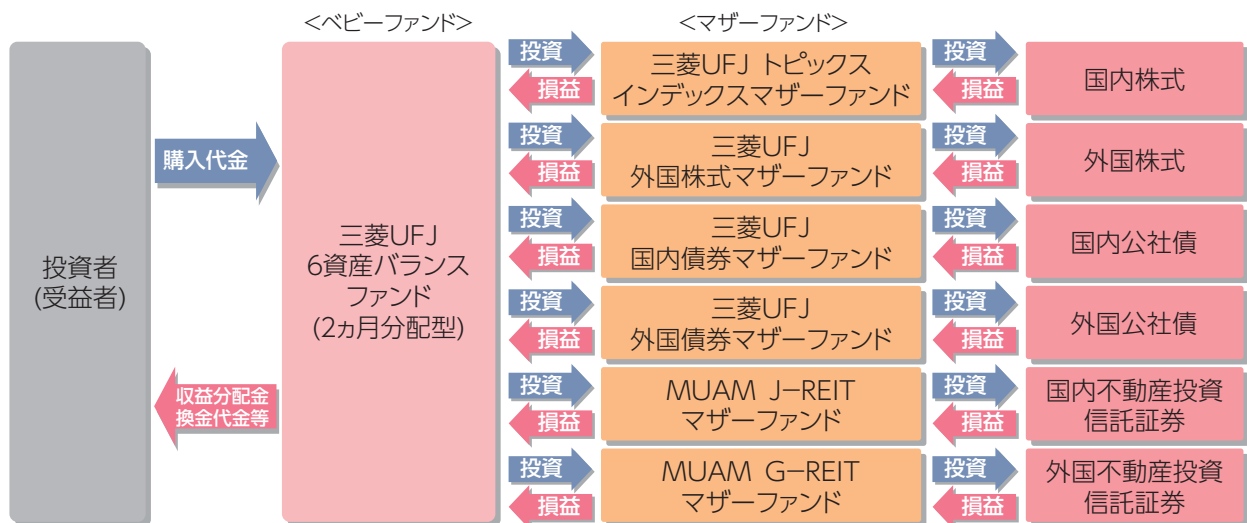 <ベビーファンド>
<マザーファンド>
投資者
(受益者)
購入代金
収益分配金
換金代金等
三菱UFJ
6資産バランス
ファンド
(2ヵ月分配型)
投資
損益
三菱UFJ トピックス
インデックスマザーファンド
投資
損益
国内株式
投資
損益
三菱UFJ
外国株式マザーファンド
投資
損益
外国株式
投資
損益
三菱UFJ
国内債券マザーファンド
投資
損益
国内公社債
投資
損益
三菱UFJ
外国債券マザーファンド
投資
損益
外国公社債
投資
損益
MUAM J-REIT
マザーファンド
投資
損益
国内不動産投資
信託証券
投資
損益
MUAM G-REIT
マザーファンド
投資
損益
外国不動産投資
信託証券